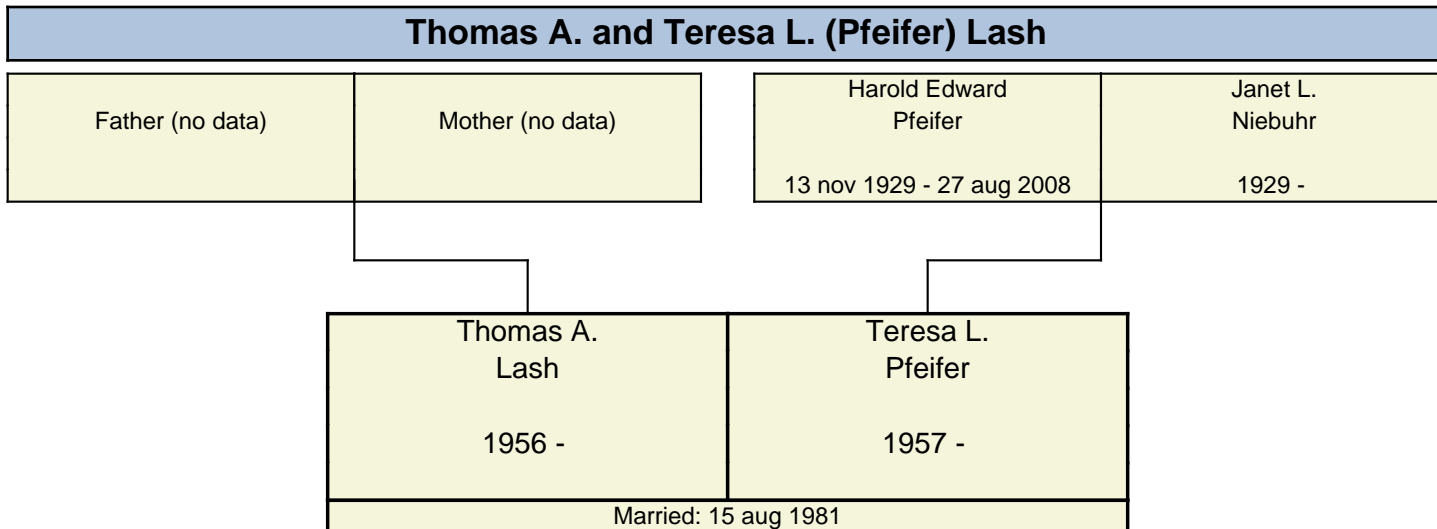 Thomas A. and Teresa L. (Pfeifer) Lash
Father (no data)
Mother (no data)
Harold Edward
Pfeifer
13 nov 1929 - 27 aug 2008
Janet L.
Niebuhr
1929 -
Thomas A.
Lash
1956 -
Teresa L.
Pfeifer
1957 -
Married: 15 aug 1981